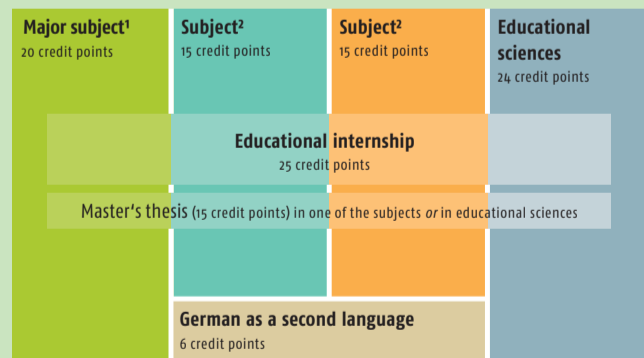 Major subject¹
20 credit points
Subject²
15 credit points
Subject²
15 credit points
Educational
sciences
24 credit points
Educational internship
25 credit points
Master's thesis (15 credit points) in one of the subjects or in educational sciences
German as a second language
6 credit points